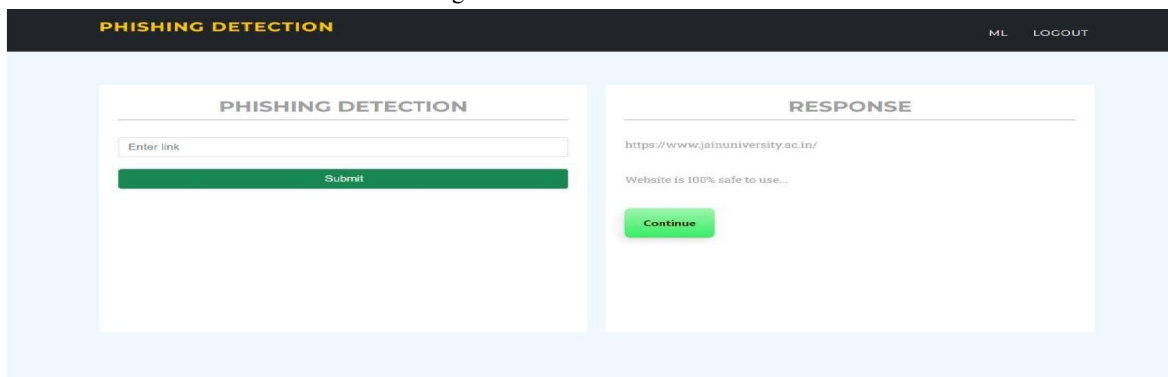 PHISHING DETECTION
ML LOGOUT
PHISHING DETECTION
Enter link
Submit
RESPONSE
https://www.jainuniversity.ac.in/
Website is 100% safe to use...
Continue